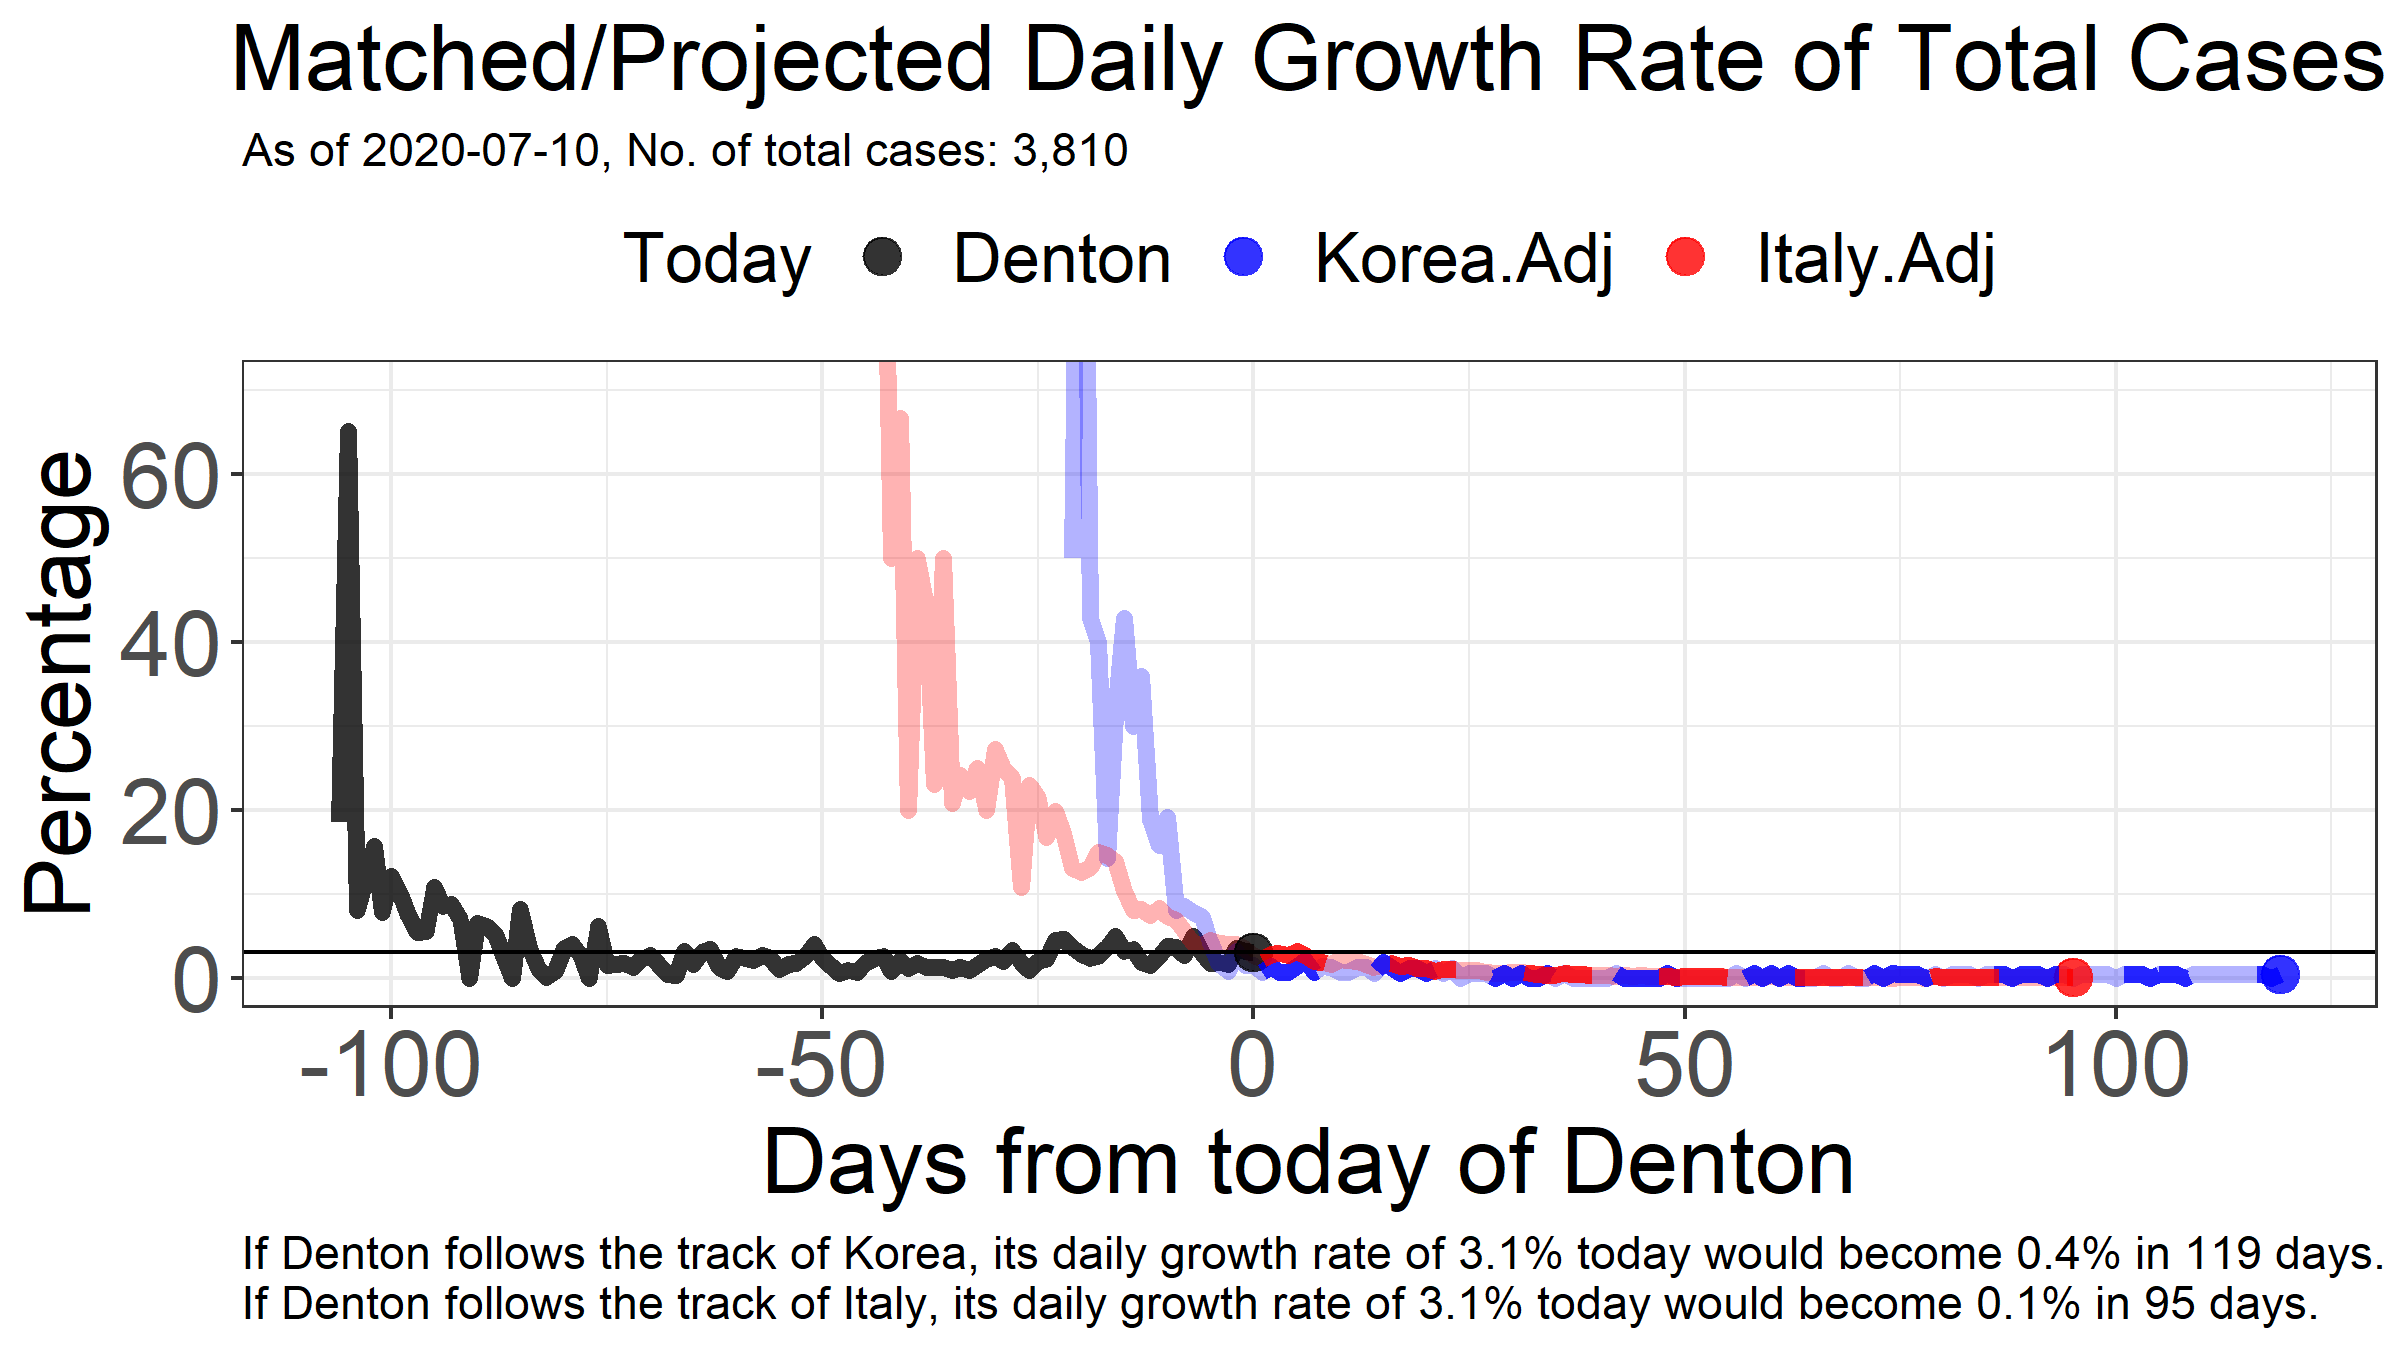 Matched/Projected Daily Growth Rate of Total Cases
As of 2020-07-10, No. of total cases: 3,810
Today Denton Korea.Adj Italy.Adj
Percentage
60
40
20
0
-100 -50 0 50 100
Days from today of Denton
If Denton follows the track of Korea, its daily growth rate of 3.1% today would become 0.4% in 119 days.
If Denton follows the track of Italy, its daily growth rate of 3.1% today would become 0.1% in 95 days.